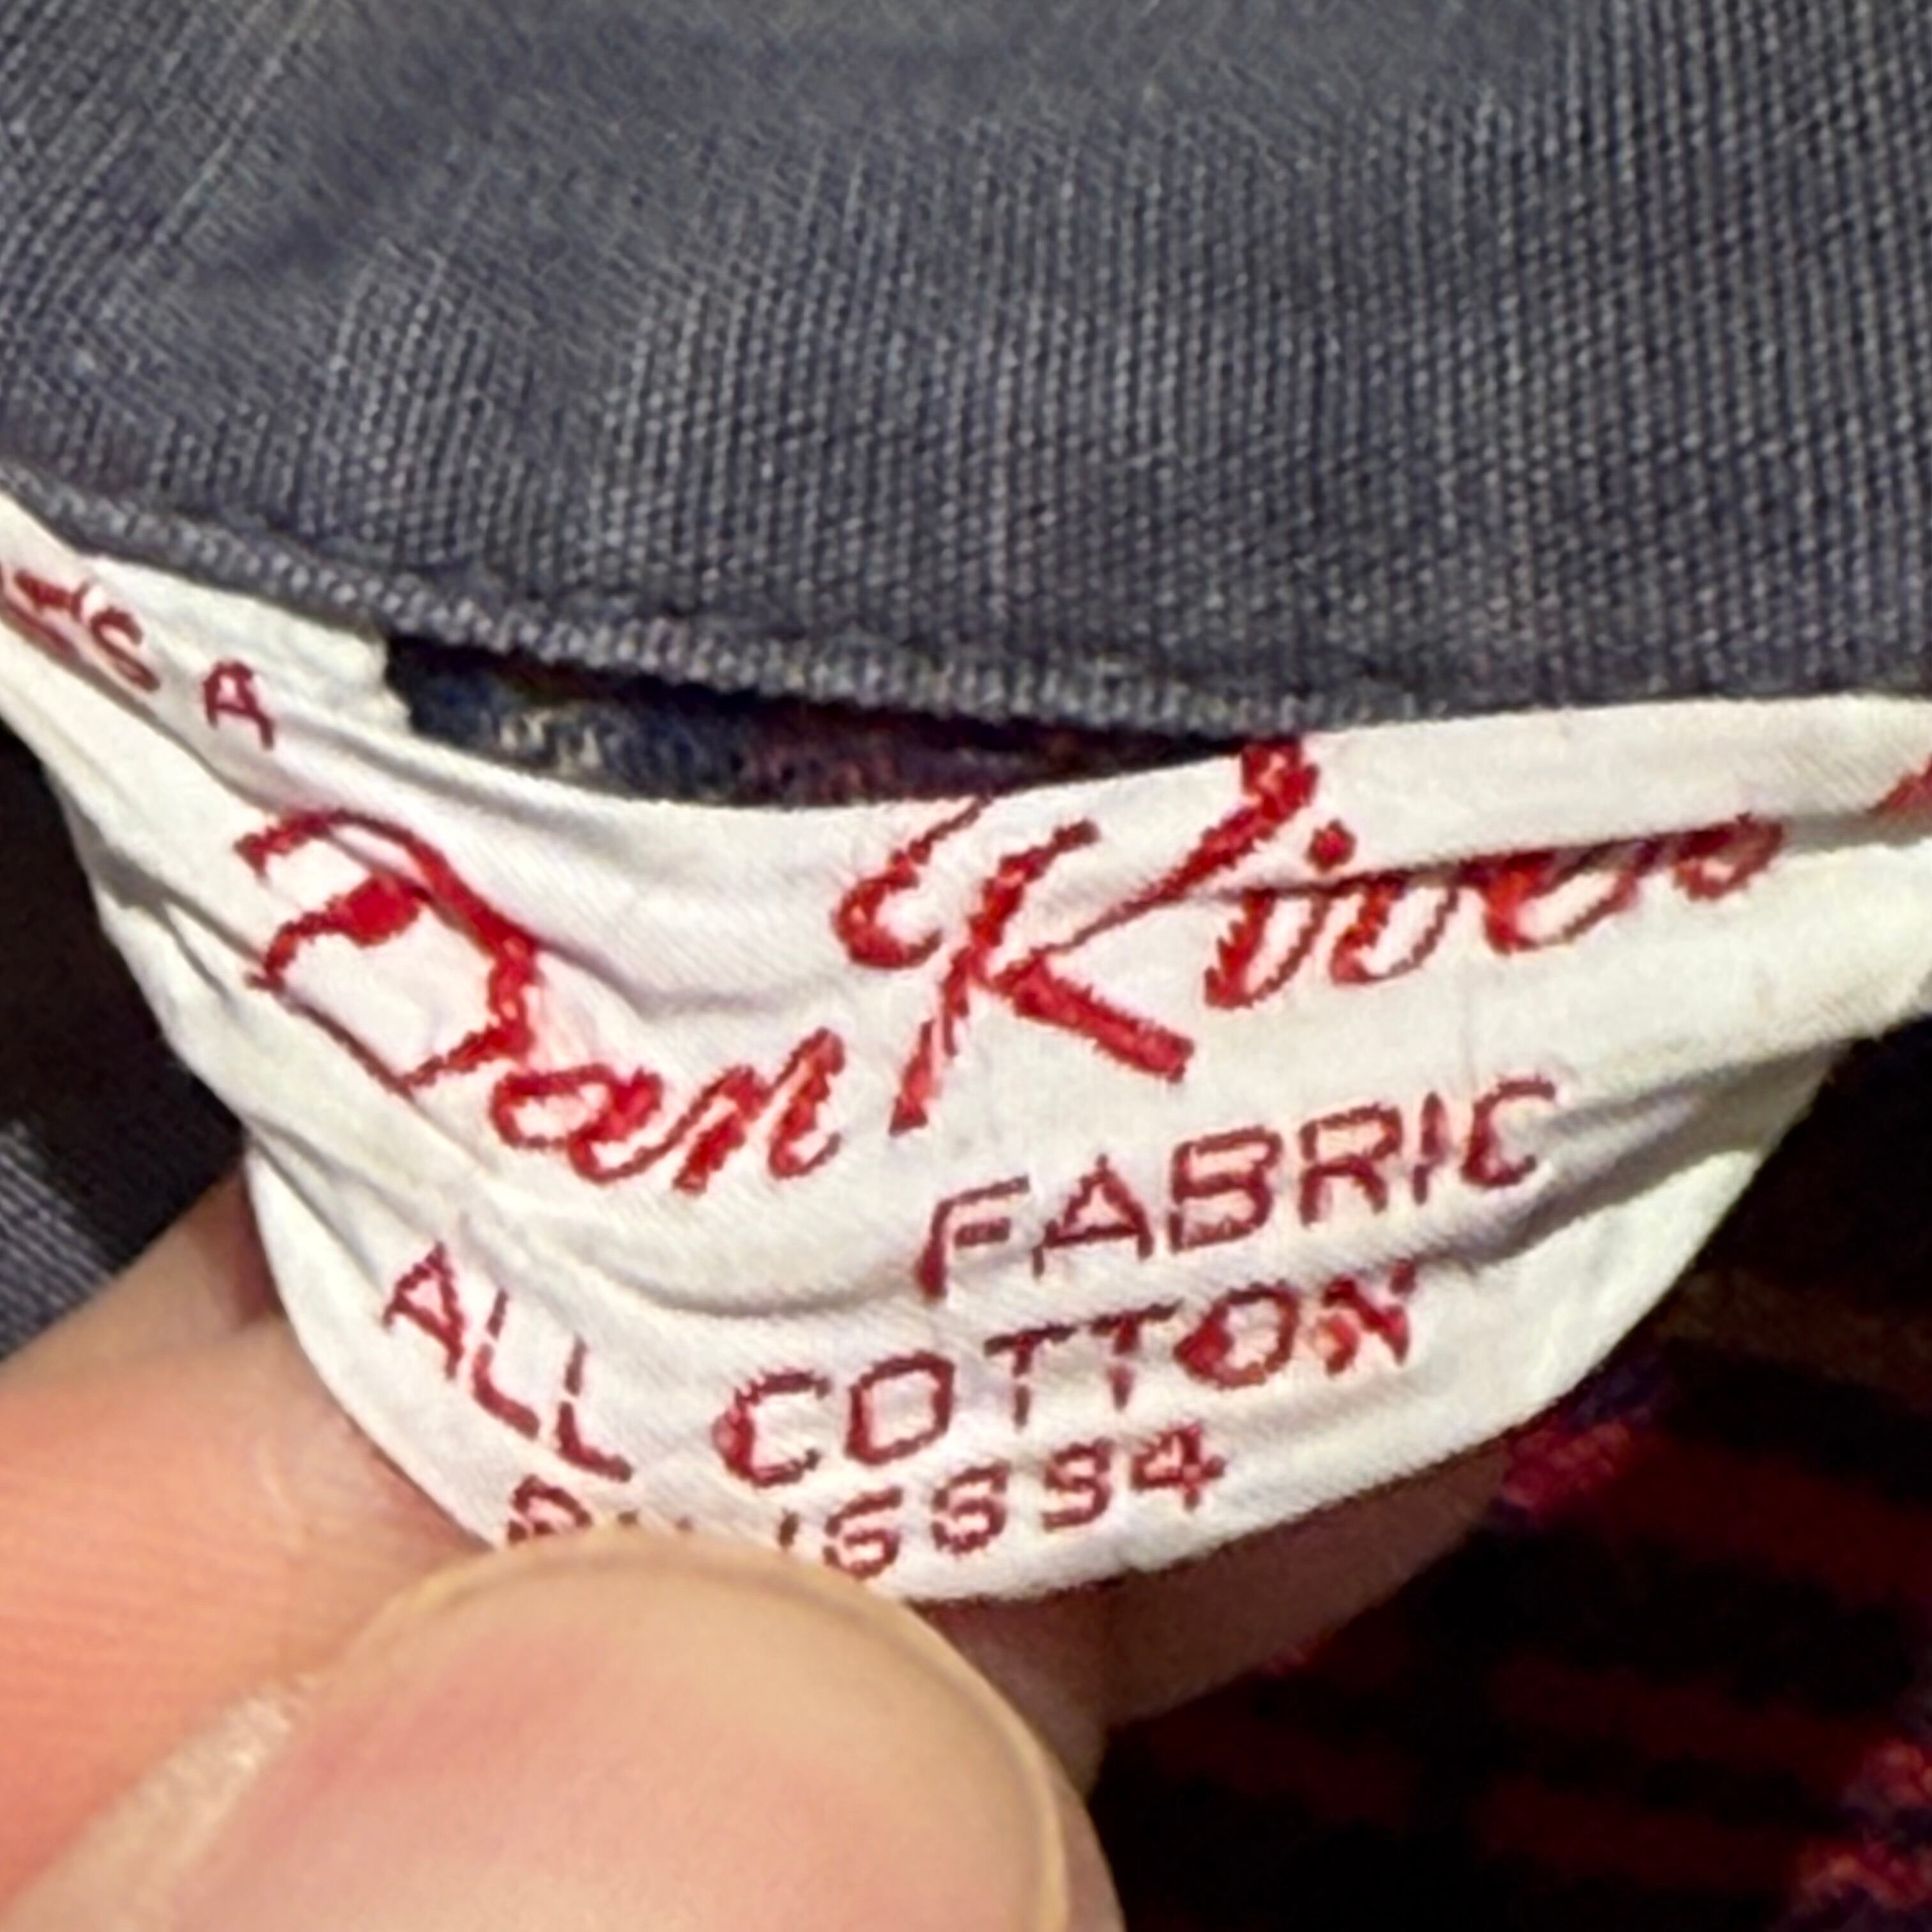 A
Dan River
FABRIC
ALL COTTON